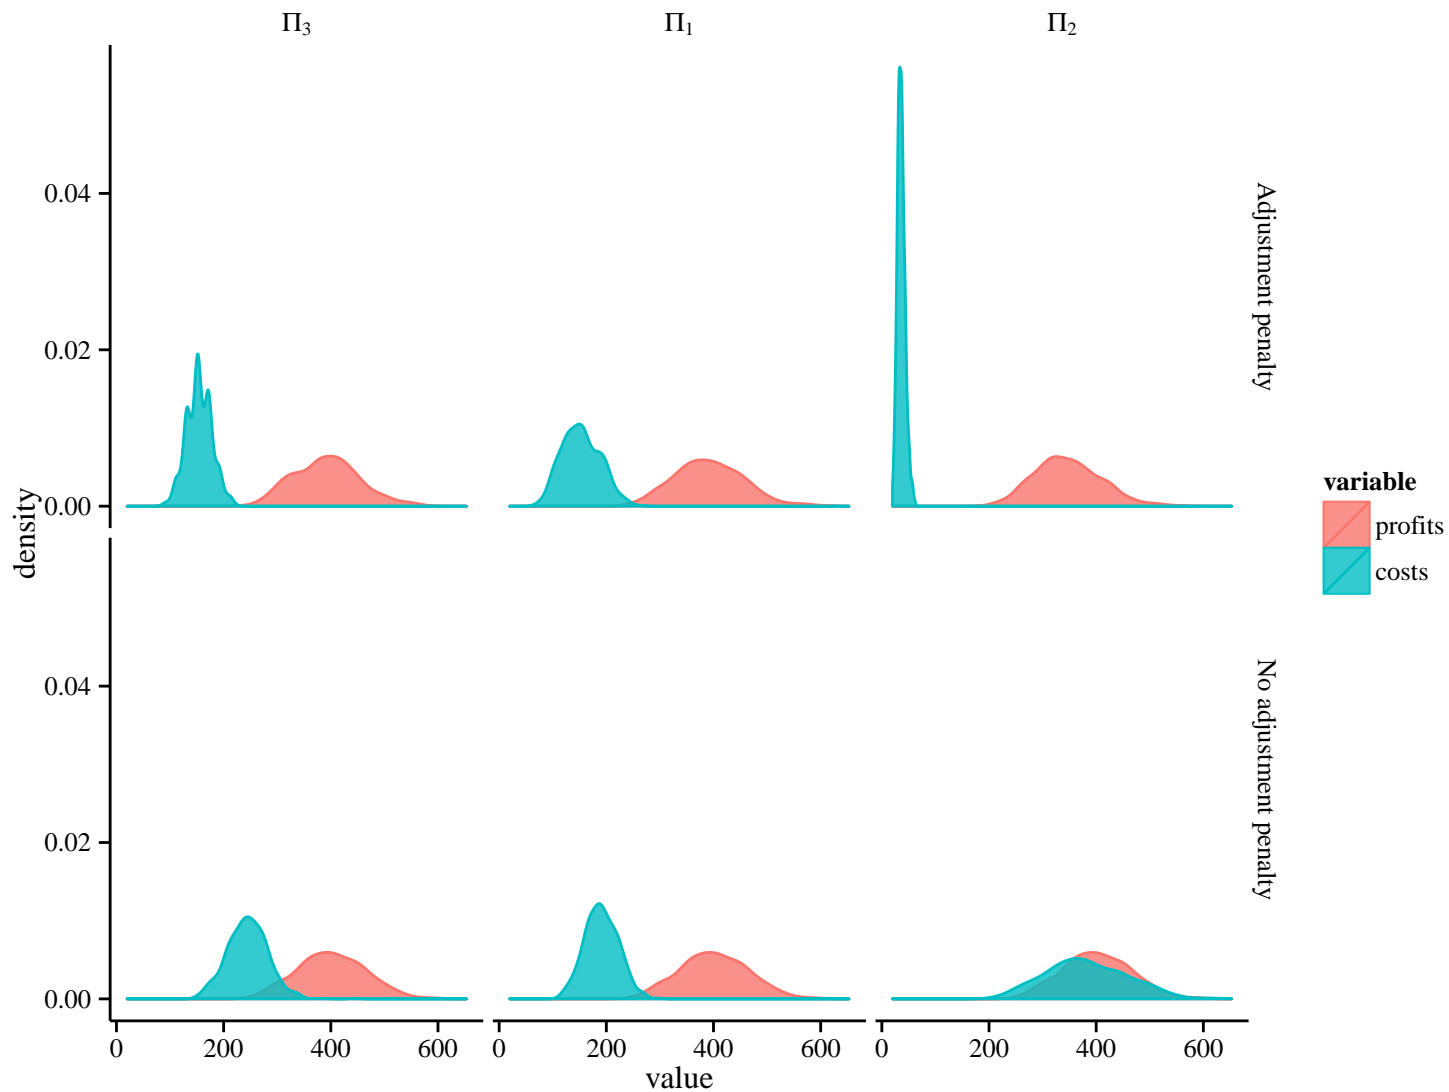 Π3 Π1 Π2
0.04
0.02
0.00
Adjustment penalty
density
0.04
0.02
0.00
No adjustment penalty
0 200 400 600 0 200 400 600 0 200 400 600
value
variable
profits
costs